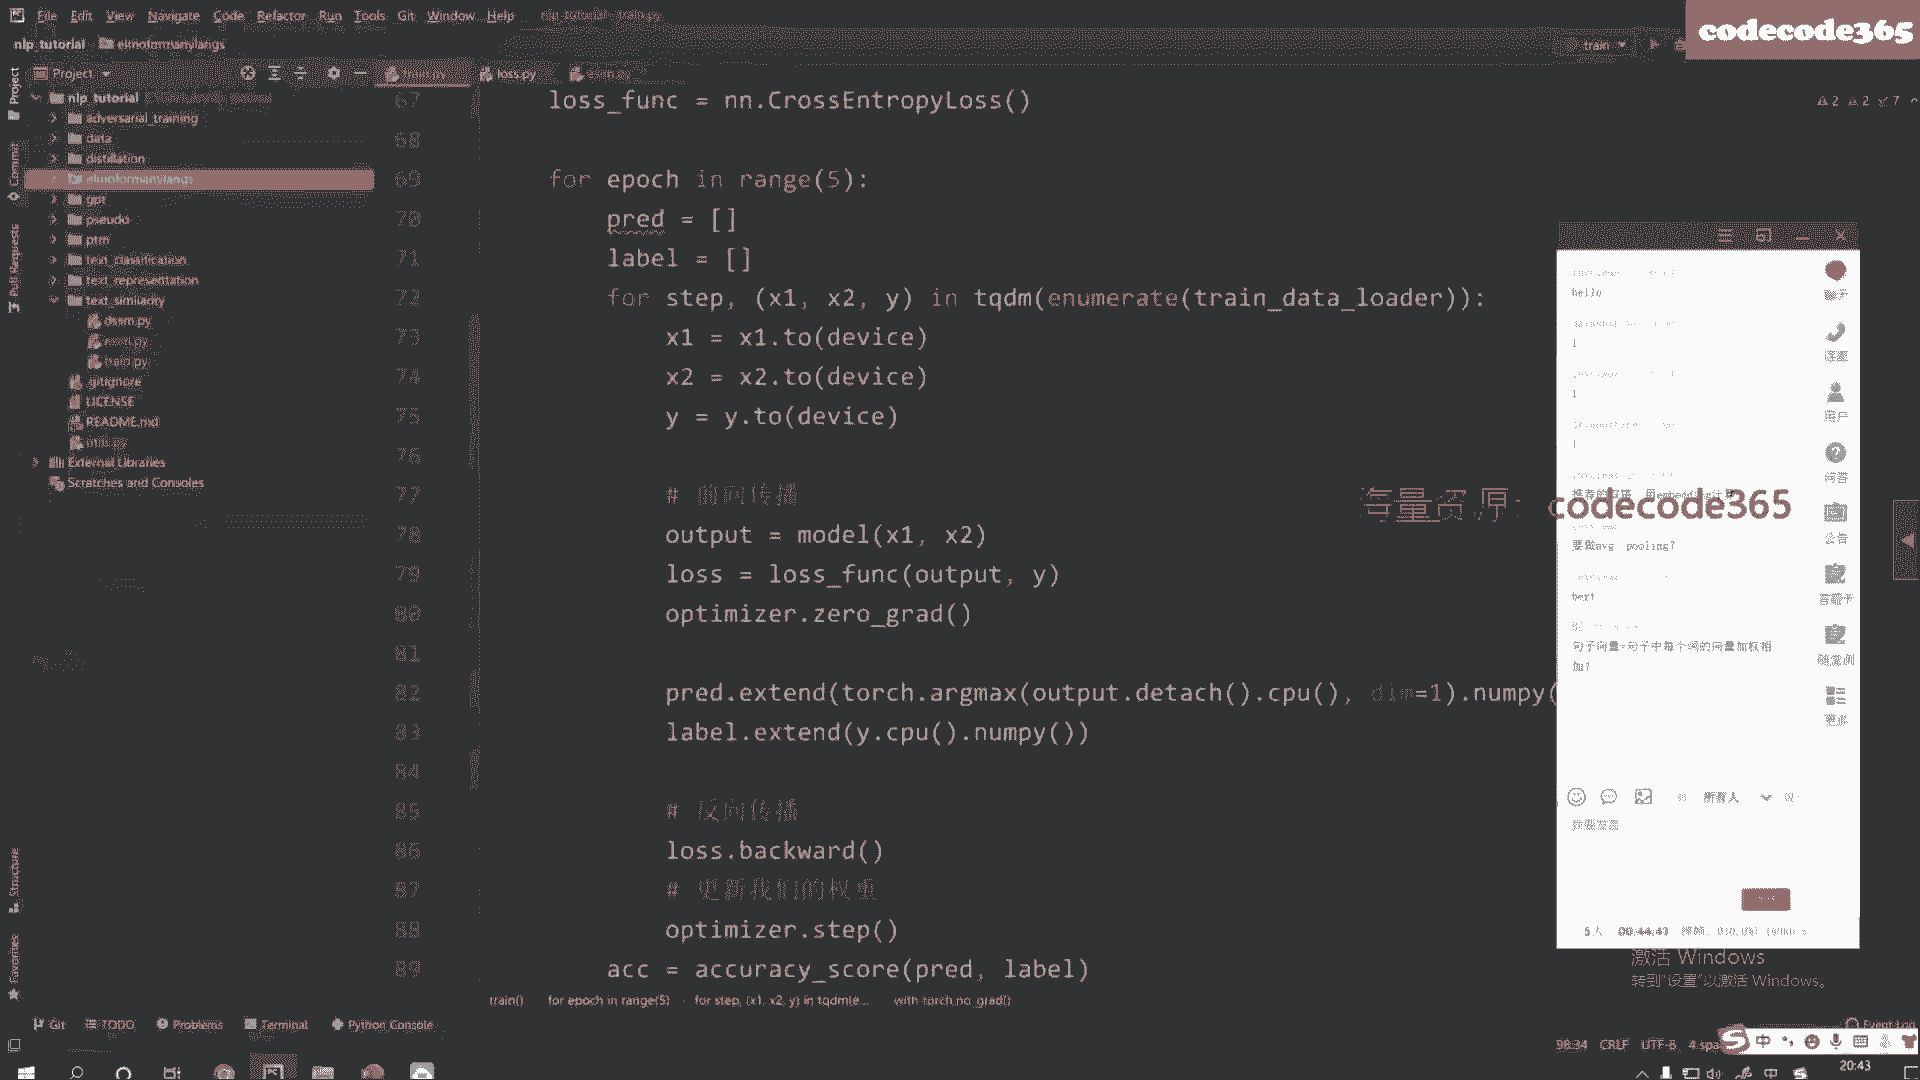 File Edit View Navigate Code Refactor Run Tools Git Window Help nlp_tutorial - train.py
codecode365
nlp_tutorial elmoformanylangs
train
Project
train.py loss.py
nlp_tutorial
adversarial_training
data
distillation
elmoformanylangs
gpt
pseudo
ptm
text_classification
text_representation
text_similarity
dssm.py
esim.py
train.py
.gitignore
LICENSE
README.md
External Libraries
Scratches and Consoles
Project
Commit
Pull Requests
Structure
Favorites
2 2 7
67 loss_func = nn.CrossEntropyLoss()
68
69 for epoch in range(5):
70 pred = []
71 label = []
72 for step, (x1, x2, y) in tqdm(enumerate(train_data_loader)):
73 x1 = x1.to(device)
74 x2 = x2.to(device)
75 y = y.to(device)
76
77 # 前向传播
78 output = model(x1, x2)
79 loss = loss_func(output, y)
80 optimizer.zero_grad()
81
82 pred.extend(torch.argmax(output.detach().cpu(), dim=1).numpy(
83 label.extend(y.cpu().numpy())
84
85 # 反向传播
86 loss.backward()
87 # 更新我们的权重
88 optimizer.step()
89 acc = accuracy_score(pred, label)
train() for epoch in range(5) for step, (x1, x2, y) in tqdm(e... with torch.no_grad()
海量资源: codecode365
hello
1
1
1
要做avg pooling?
bert
句子向量=句子中每个词的向量加权相
加?
用户
问答
公告
答题卡
随堂测
更多
所有人
5人 00:44:43
激活 Windows
转到"设置"以激活 Windows。
Git TODO Problems Terminal Python Console
Event Log
98:34 CRLF UTF-8
中
20:43